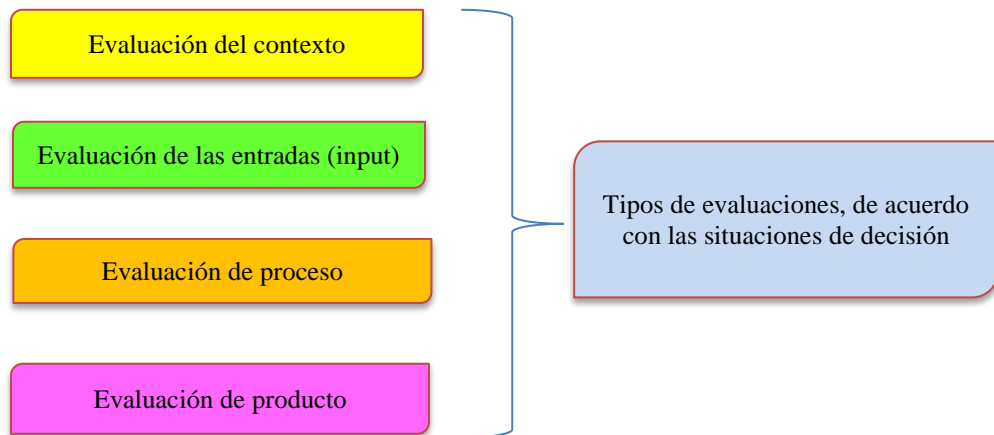 Evaluación del contexto
Evaluación de las entradas (input)
Evaluación de proceso
Evaluación de producto
Tipos de evaluaciones, de acuerdo
con las situaciones de decisión